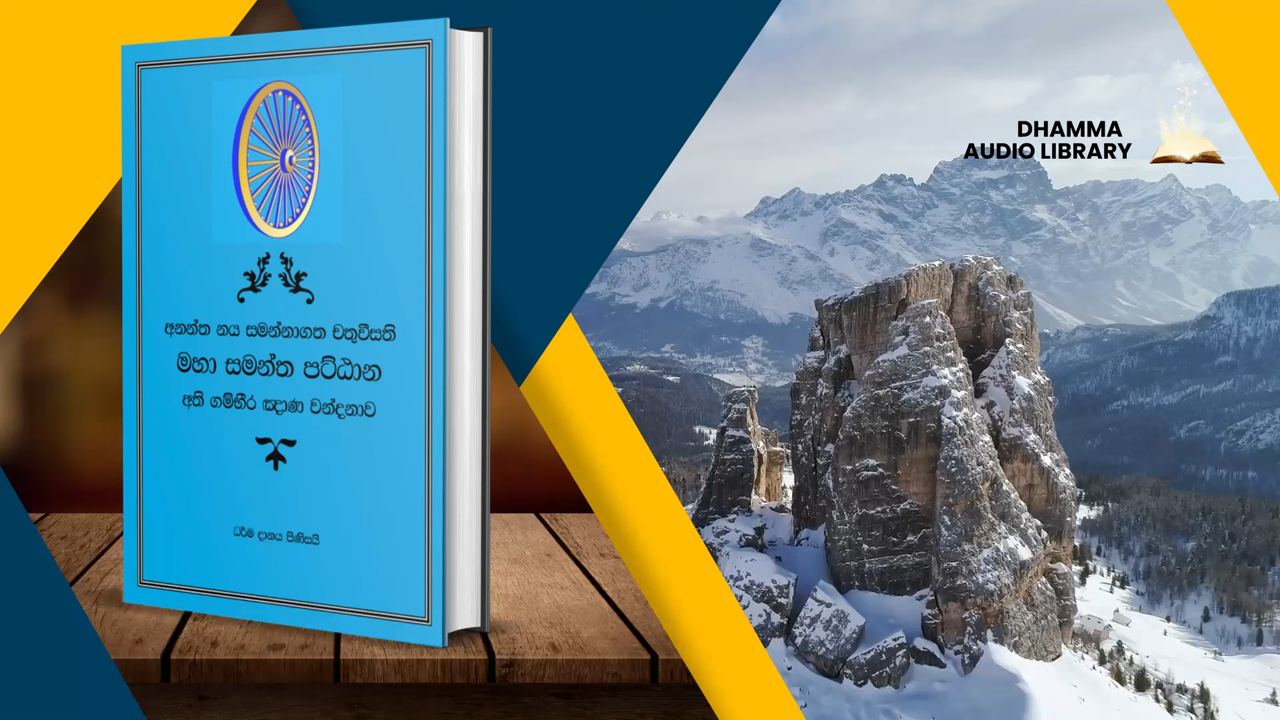 අනන්ත නය සමන්නාගත චතුවීසති
මහා සමන්ත පට්ඨාන
අති ගම්භීර ඤාණ වන්දනාව
ධර්ම දානය පිණිසයි
DHAMMA
AUDIO LIBRARY